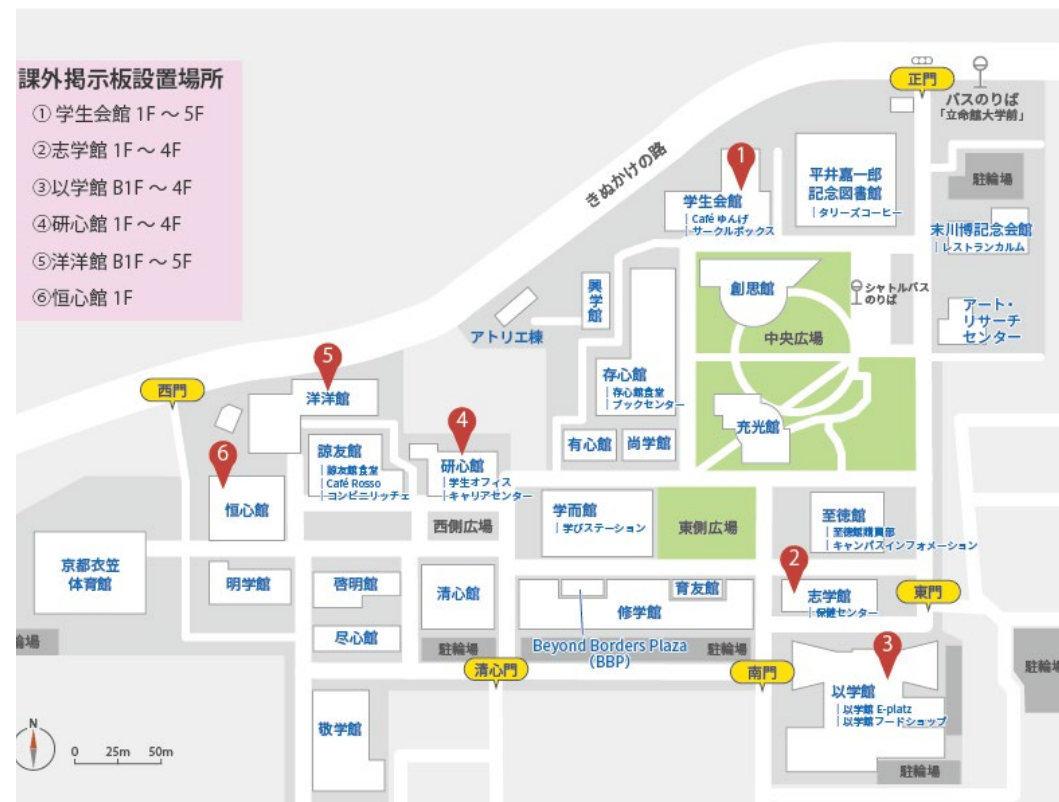 課外掲示板設置場所
① 学生会館 1F ～ 5F
②志学館 1F ～ 4F
③以学館 B1F ～ 4F
④研心館 1F ～ 4F
⑤洋洋館 B1F ～ 5F
⑥恒心館 1F
正門
バスのりば
「立命館大学前」
きぬかけの路
1
学生会館
| Café ゆんげ
| サークルボックス
平井嘉一郎
記念図書館
| タリーズコーヒー
駐輪場
末川博記念会館
| レストランカルム
創思館
シャトルバス
のりば
中央広場
アート・
リサーチ
センター
興学館
アトリエ棟
存心館
| 存心館食堂
| ブックセンター
充光館
有心館
尚学館
西門
5
洋洋館
4
研心館
| 学生オフィス
| キャリアセンター
諒友館
| 諒友館食堂
| Café Rosso
| コンビニリッチェ
6
恒心館
西側広場
学而館
| 学びステーション
東側広場
至徳館
| 至徳館購買部
| キャンパスインフォメーション
京都衣笠
体育館
明学館
啓明館
清心館
育友館
修学館
2
志学館
| 保健センター
東門
尽心館
輪場
駐輪場
Beyond Borders Plaza
(BBP)
駐輪場
清心門
南門
3
以学館
| 以学館 E-platz
| 以学館フードショップ
駐輪場
敬学館
駐輪場
N
0 25m 50m